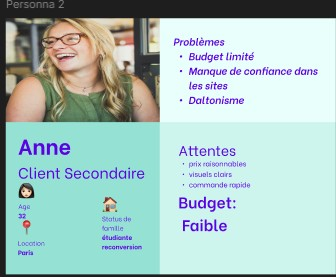 Personna 2
Problèmes
• Budget limité
• Manque de confiance dans
les sites
• Daltonisme
Anne
Client Secondaire
Age
32
Location
Paris
Status de
famille
étudiante
reconversion
Attentes
• prix raisonnables
• visuels clairs
• commande rapide
Budget:
Faible